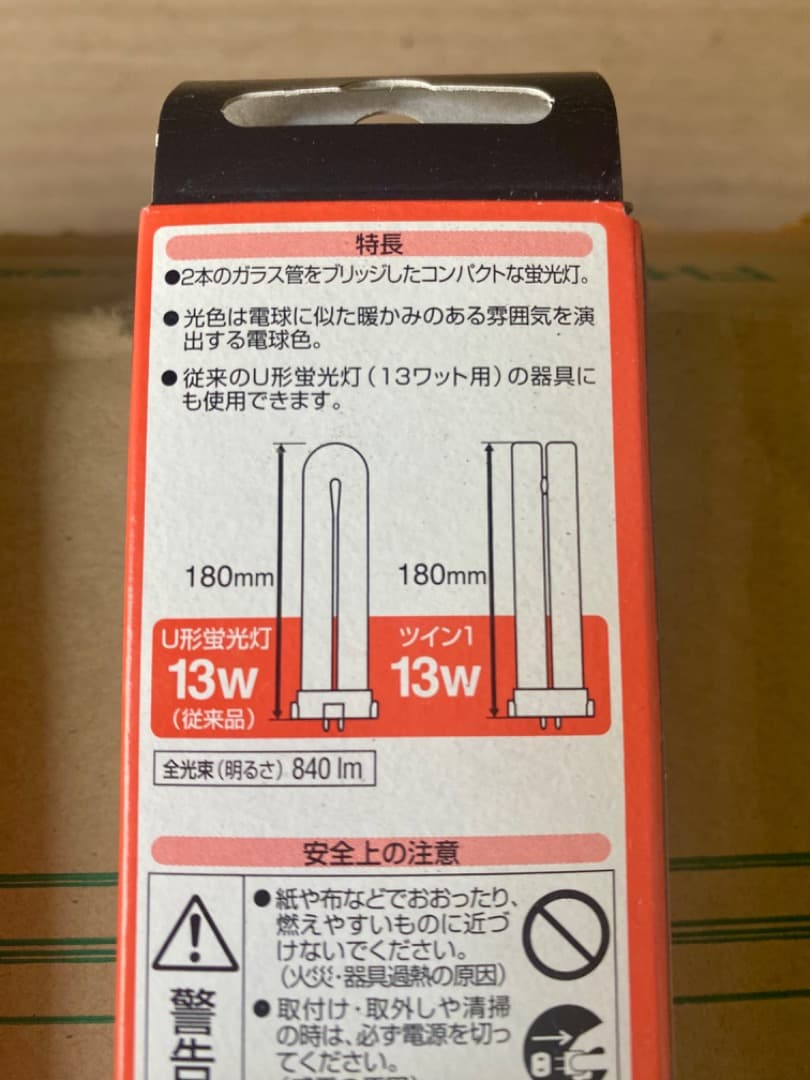 特長
●2本のガラス管をブリッジしたコンパクトな蛍光灯。
●光色は電球に似た暖かみのある雰囲気を演
出する電球色。
●従来のU形蛍光灯(13ワット用)の器具に
も使用できます。
180mm
180mm
U形蛍光灯
13W
(従来品)
ツイン1
13W
全光束(明るさ) 840 lm
安全上の注意
警告
●紙や布などでおおったり、
燃えやすいものに近づ
けないでください。
(火災・器具過熱の原因)
●取付け・取外しや清掃
の時は、必ず電源を切っ
てください。